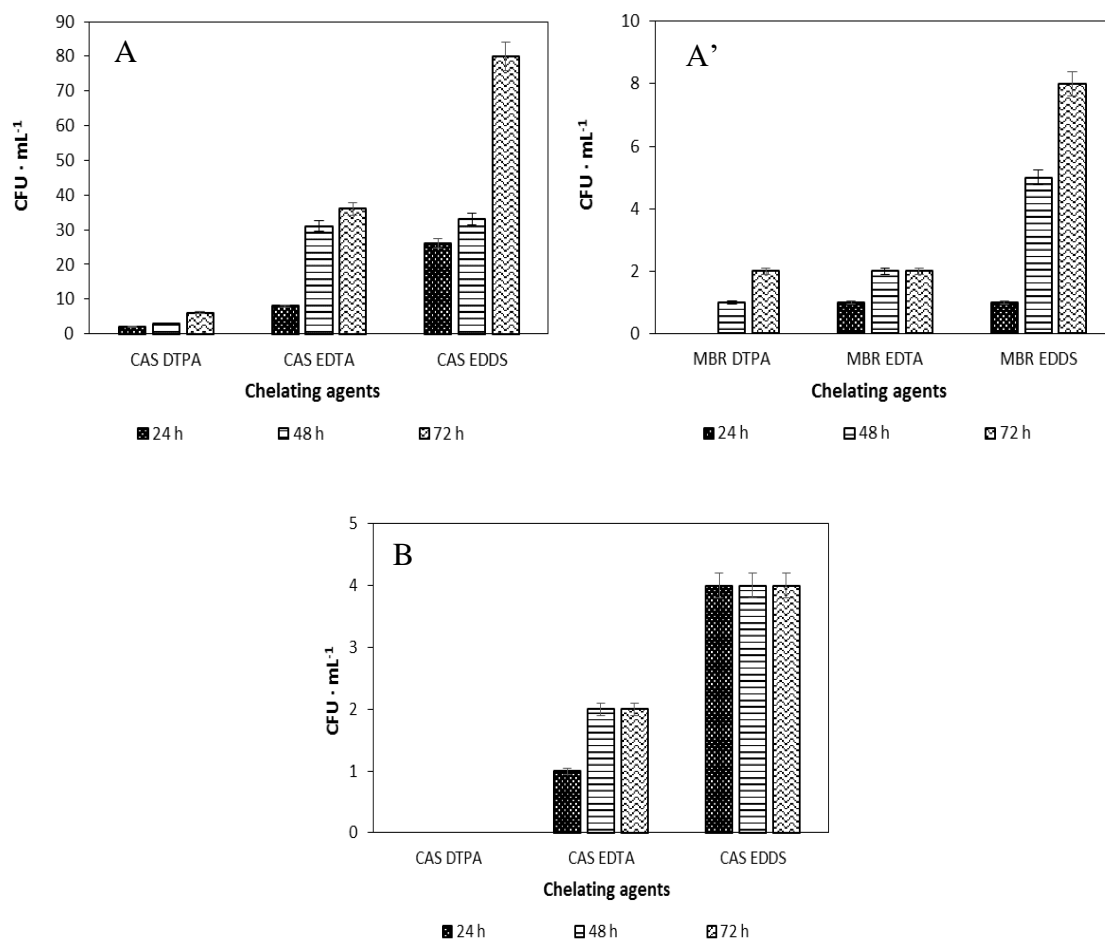 A
CFU · mL⁻¹
90
80
70
60
50
40
30
20
10
0
CAS DTPA CAS EDTA CAS EDDS
Chelating agents
24 h 48 h 72 h
A’
CFU · mL⁻¹
10
8
6
4
2
0
MBR DTPA MBR EDTA MBR EDDS
Chelating agents
24 h 48 h 72 h
B
CFU · mL⁻¹
5
4
3
2
1
0
CAS DTPA CAS EDTA CAS EDDS
Chelating agents
24 h 48 h 72 h